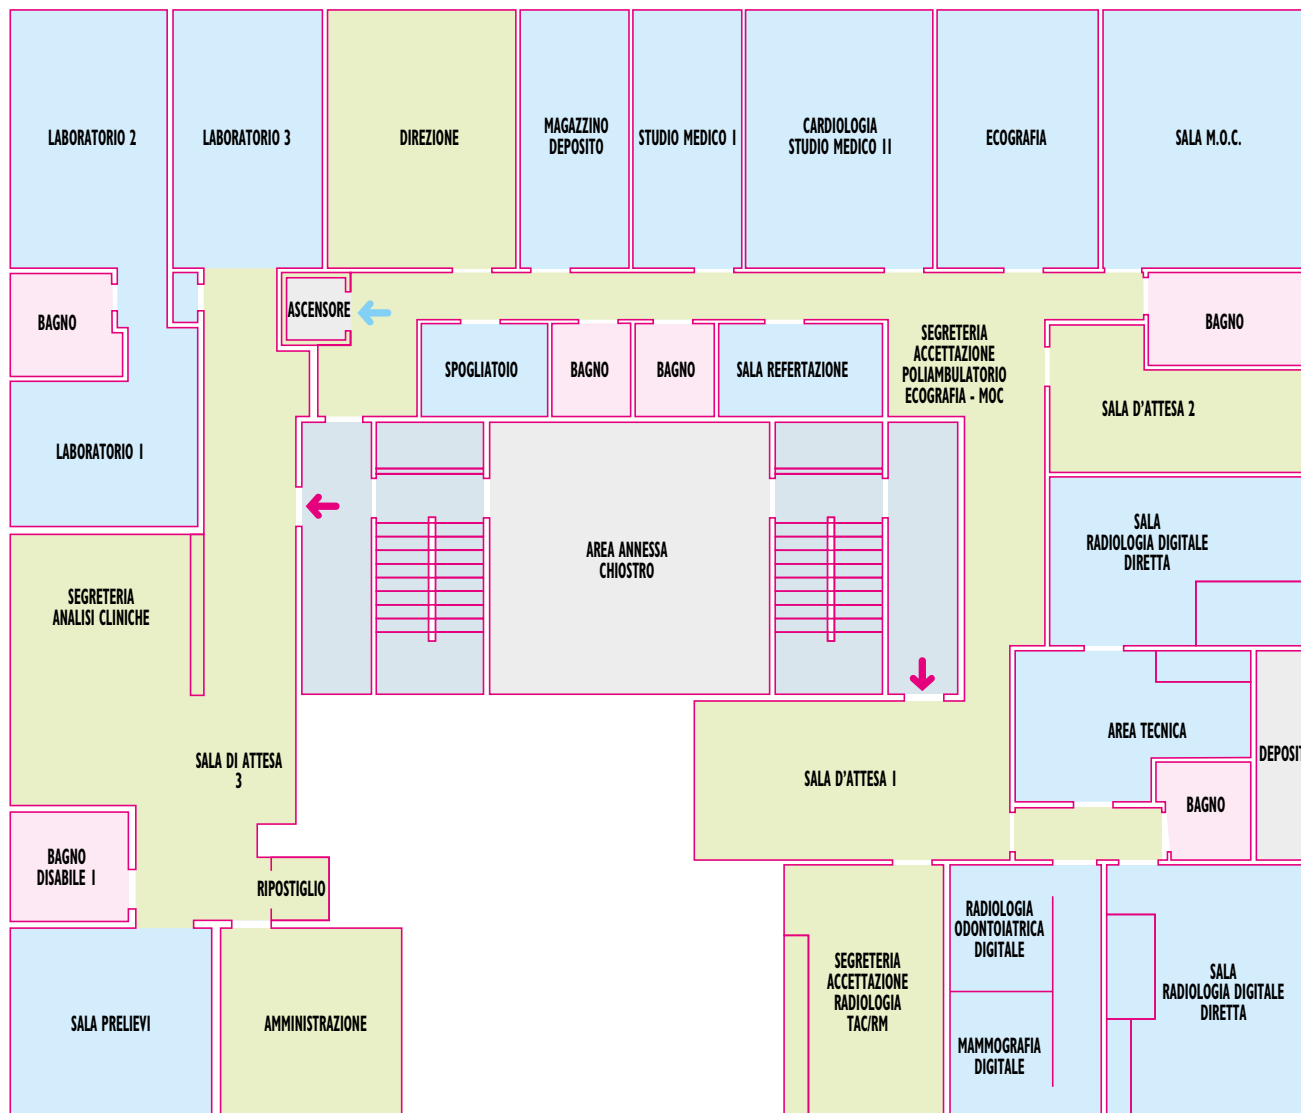 LABORATORIO 2
LABORATORIO 3
DIREZIONE
MAGAZZINO
DEPOSITO
STUDIO MEDICO I
CARDIOLOGIA
STUDIO MEDICO II
ECOGRAFIA
SALA M.O.C.
BAGNO
ASCENSORE
SPOGLIATOIO
BAGNO
BAGNO
SALA REFERTAZIONE
SEGRETERIA
ACCETTAZIONE
POLIAMBULATORIO
ECOGRAFIA - MOC
BAGNO
SALA D'ATTESA 2
LABORATORIO I
AREA ANNESSA
CHIOSTRO
SALA
RADIOLOGIA DIGITALE
DIRETTA
SEGRETERIA
ANALISI CLINICHE
SALA DI ATTESA
3
SALA D'ATTESA I
AREA TECNICA
DEPOSIT
BAGNO
BAGNO
DISABILE I
RIPOSTIGLIO
SALA PRELIEVI
AMMINISTRAZIONE
SEGRETERIA
ACCETTAZIONE
RADIOLOGIA
TAC/RM
RADIOLOGIA
ODONTOIATRICA
DIGITALE
MAMMOGRAFIA
DIGITALE
SALA
RADIOLOGIA DIGITALE
DIRETTA